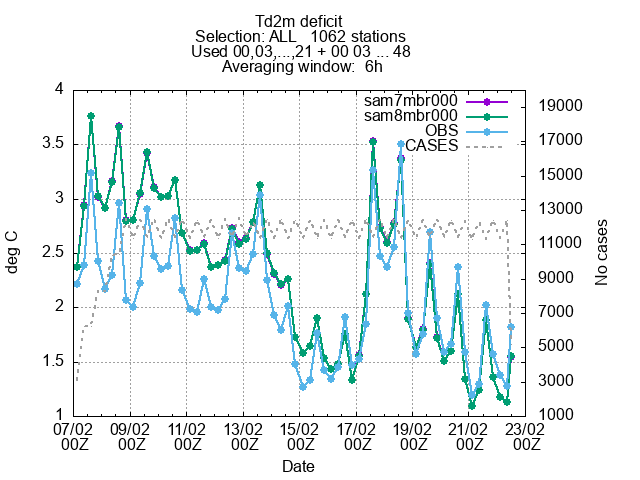 Td2m deficit
Selection: ALL   1062 stations
Used 00,03,...,21 + 00 03 ... 48
Averaging window:  6h
sam7mbr000
sam8mbr000
OBS
CASES
deg C
4
3.5
3
2.5
2
1.5
1
19000
17000
15000
13000
11000
9000
7000
5000
3000
1000
No cases
07/02 00Z
09/02 00Z
11/02 00Z
13/02 00Z
15/02 00Z
17/02 00Z
19/02 00Z
21/02 00Z
23/02 00Z
Date